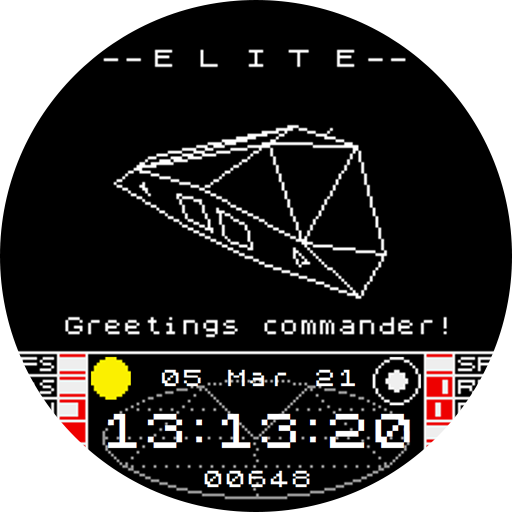 --E L I T E--
Greetings commander!
05 Mar 21
13:13:20
00648